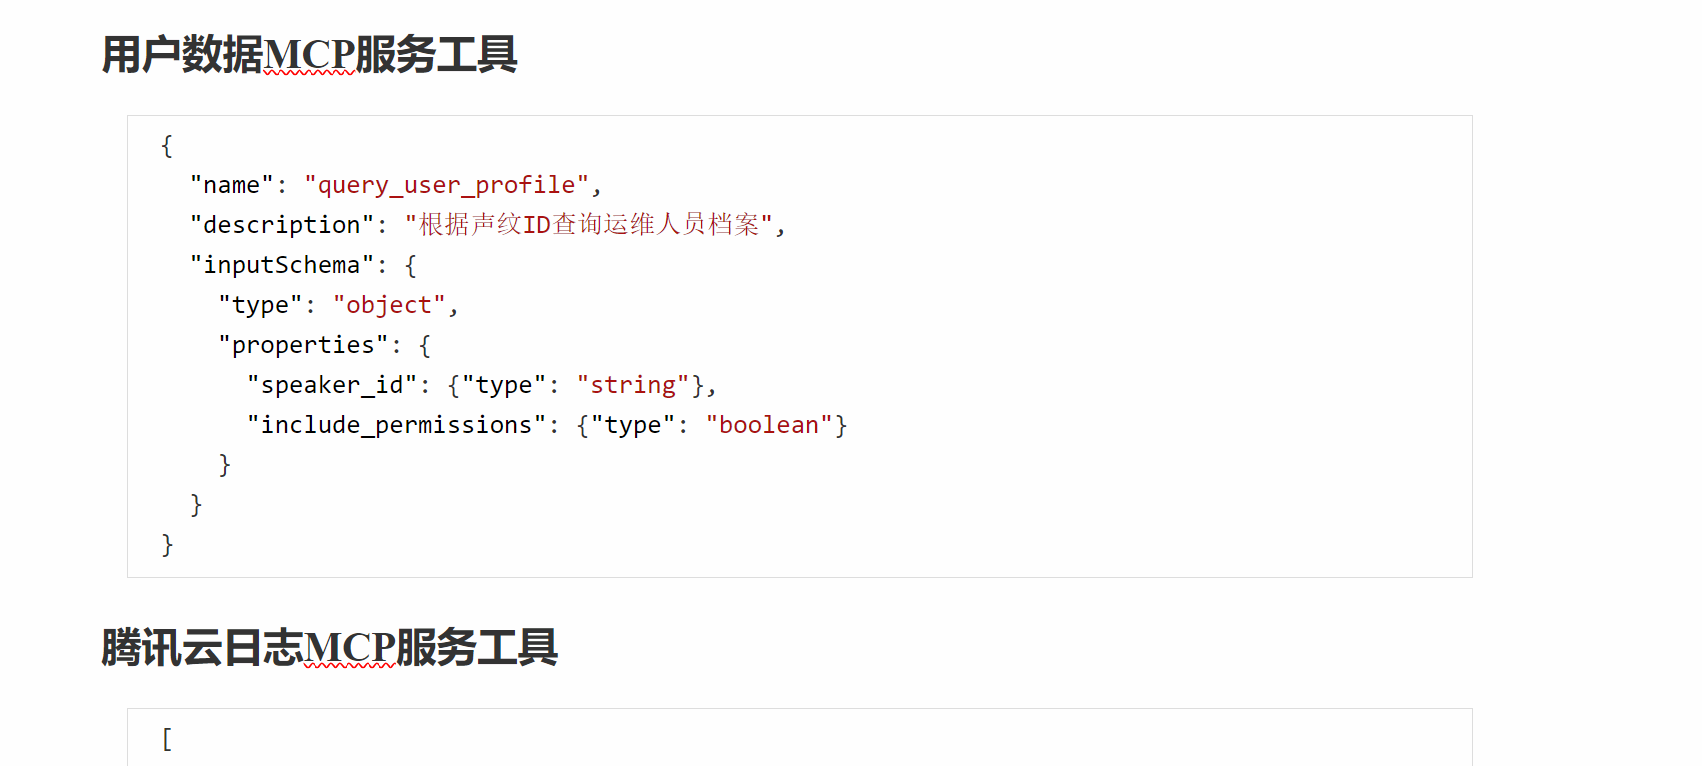 用户数据MCP服务工具
{
  "name": "query_user_profile",
  "description": "根据声纹ID查询运维人员档案",
  "inputSchema": {
    "type": "object",
    "properties": {
      "speaker_id": {"type": "string"},
      "include_permissions": {"type": "boolean"}
    }
  }
}
腾讯云日志MCP服务工具
[